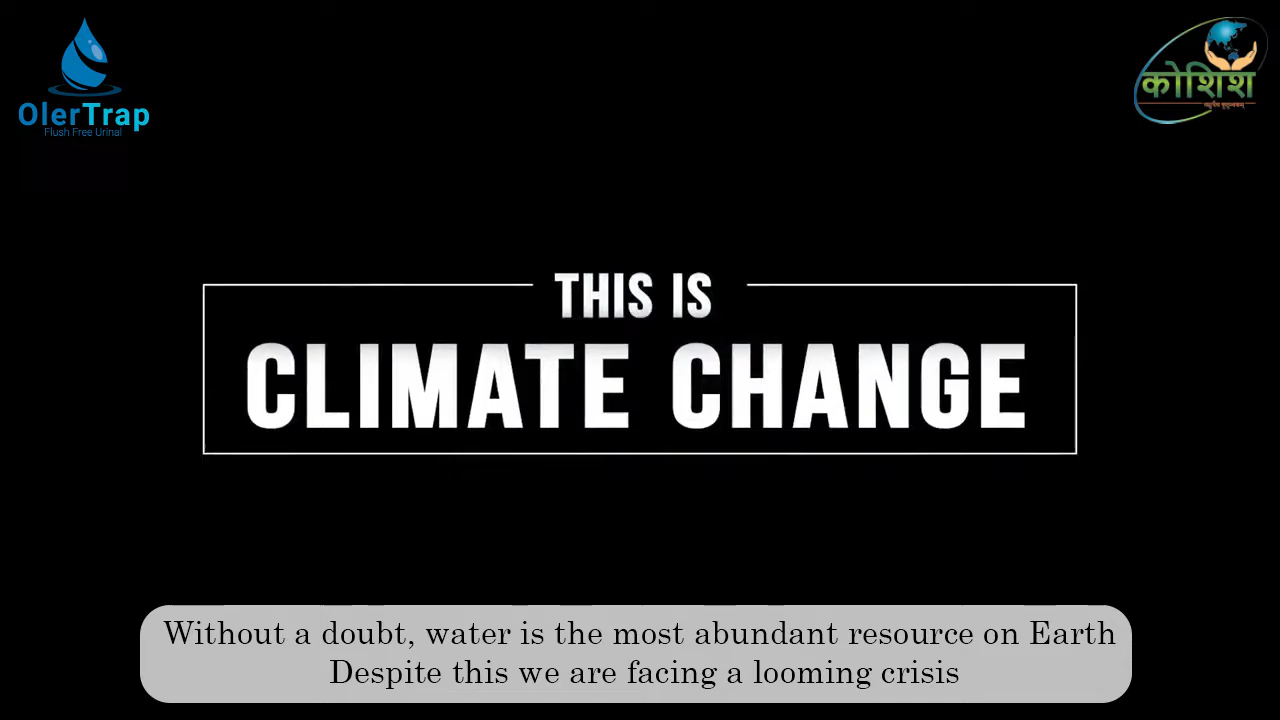 OlerTrap
Flush Free Urinal
कोशिश
THIS IS
CLIMATE CHANGE
Without a doubt, water is the most abundant resource on Earth
Despite this we are facing a looming crisis